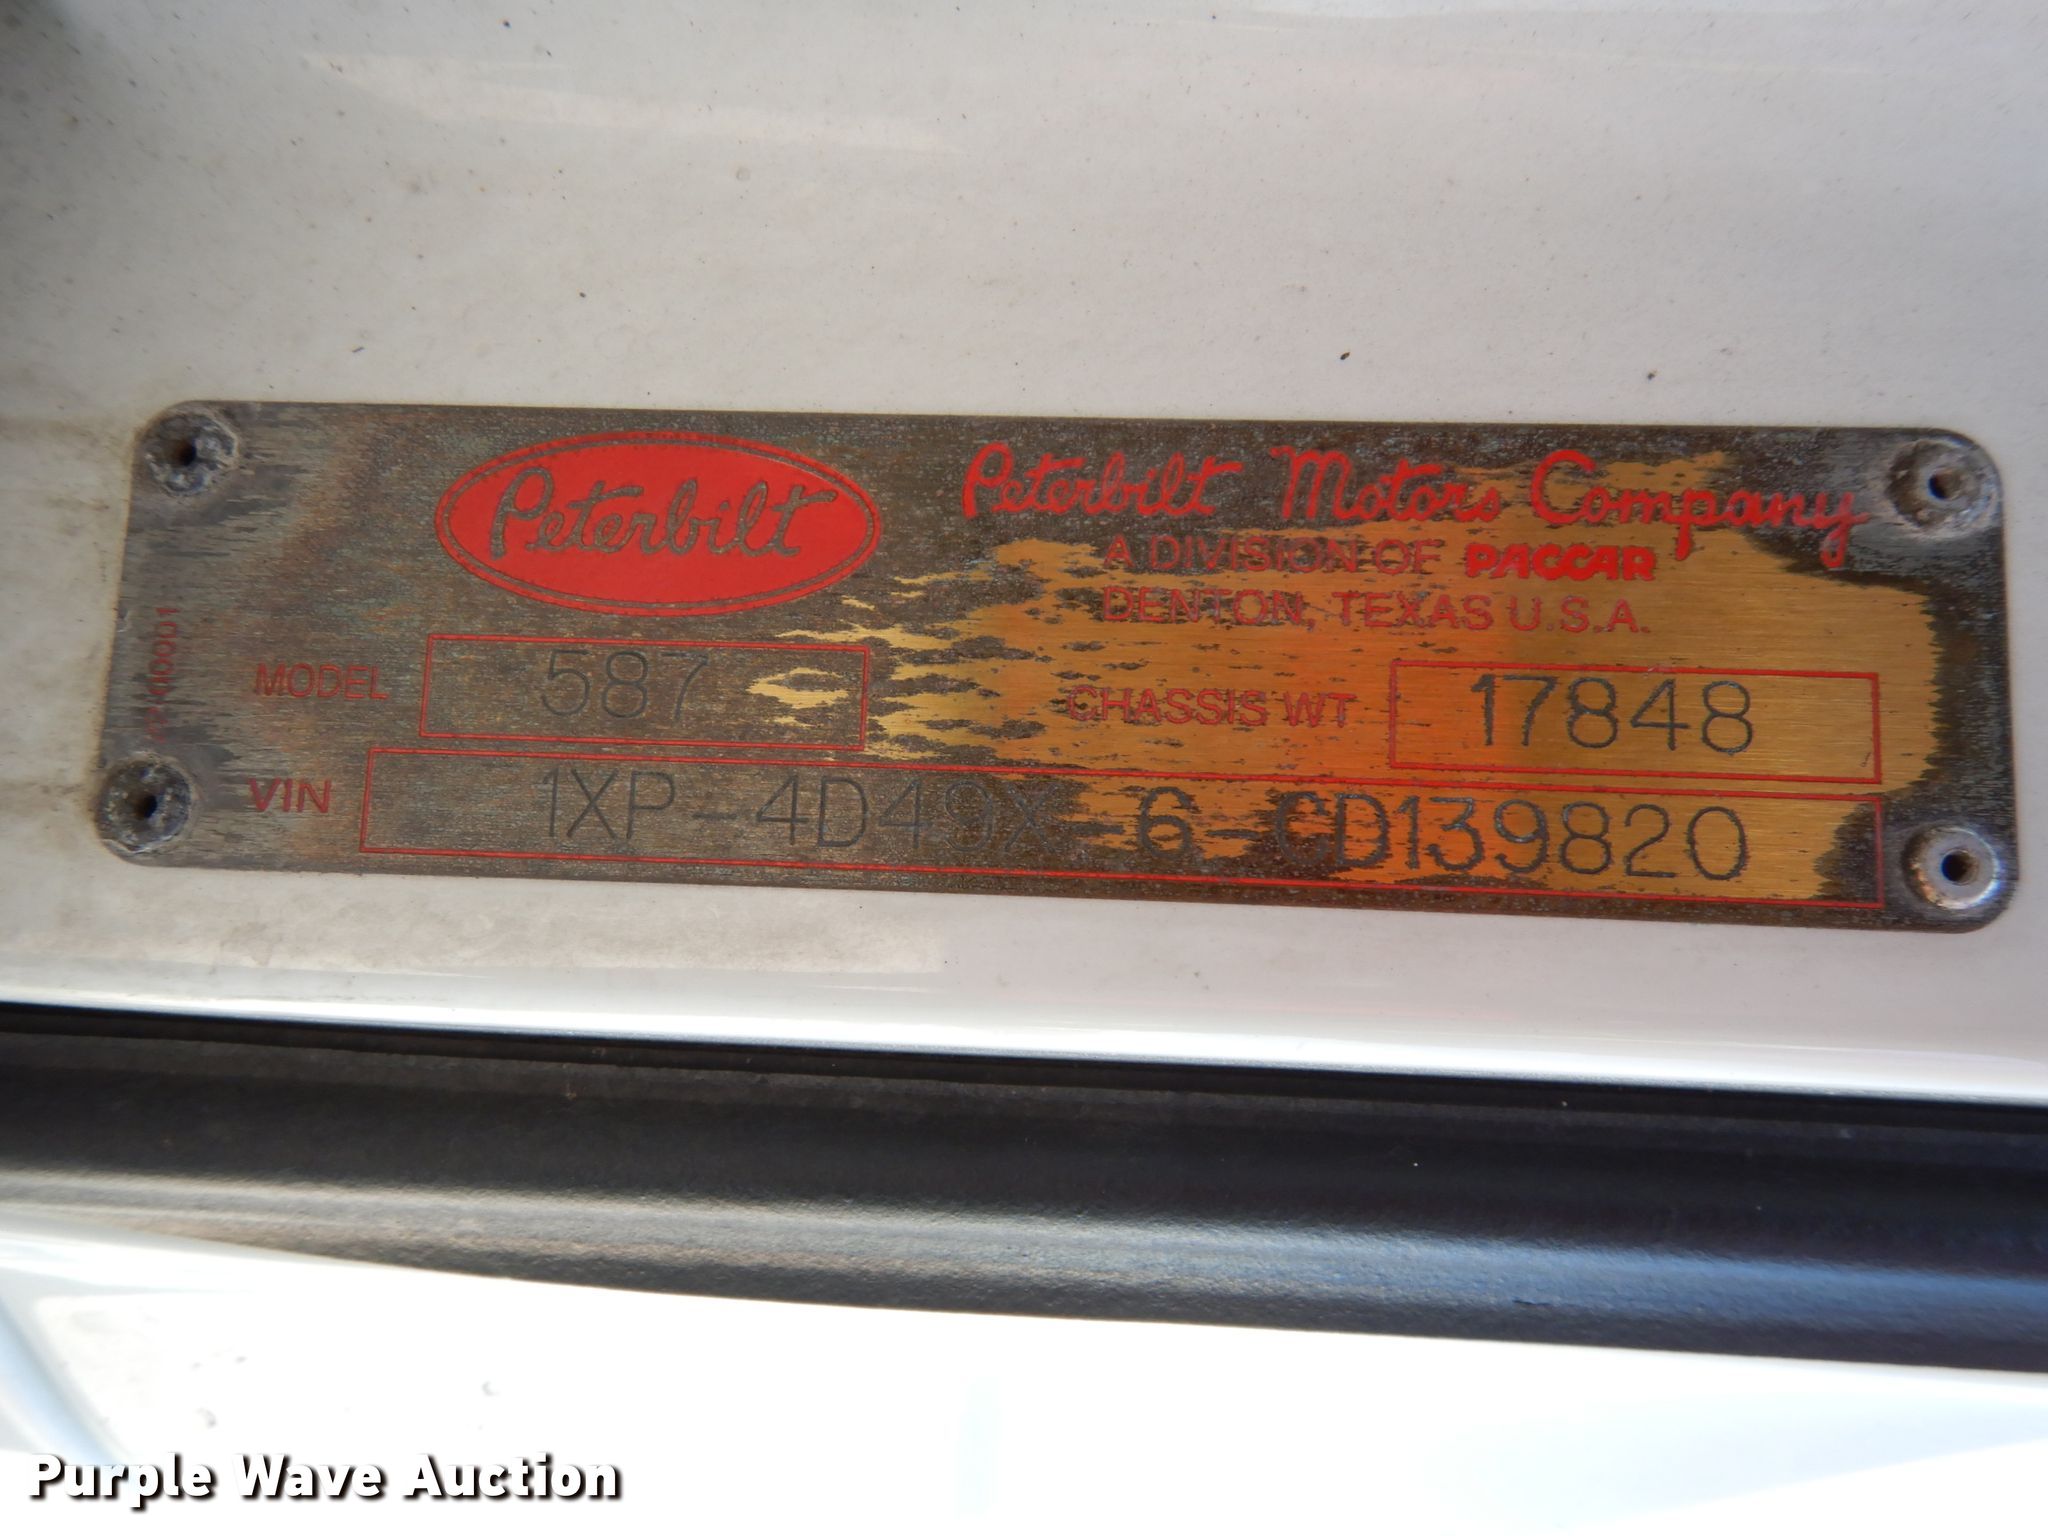 Peterbilt
Peterbilt Motors Company
A DIVISION OF PACCAR
DENTON, TEXAS U.S.A.
MODEL 587
CHASSIS WT 17848
VIN 1XP-4D49X-6-CD139820
Purple Wave Auction